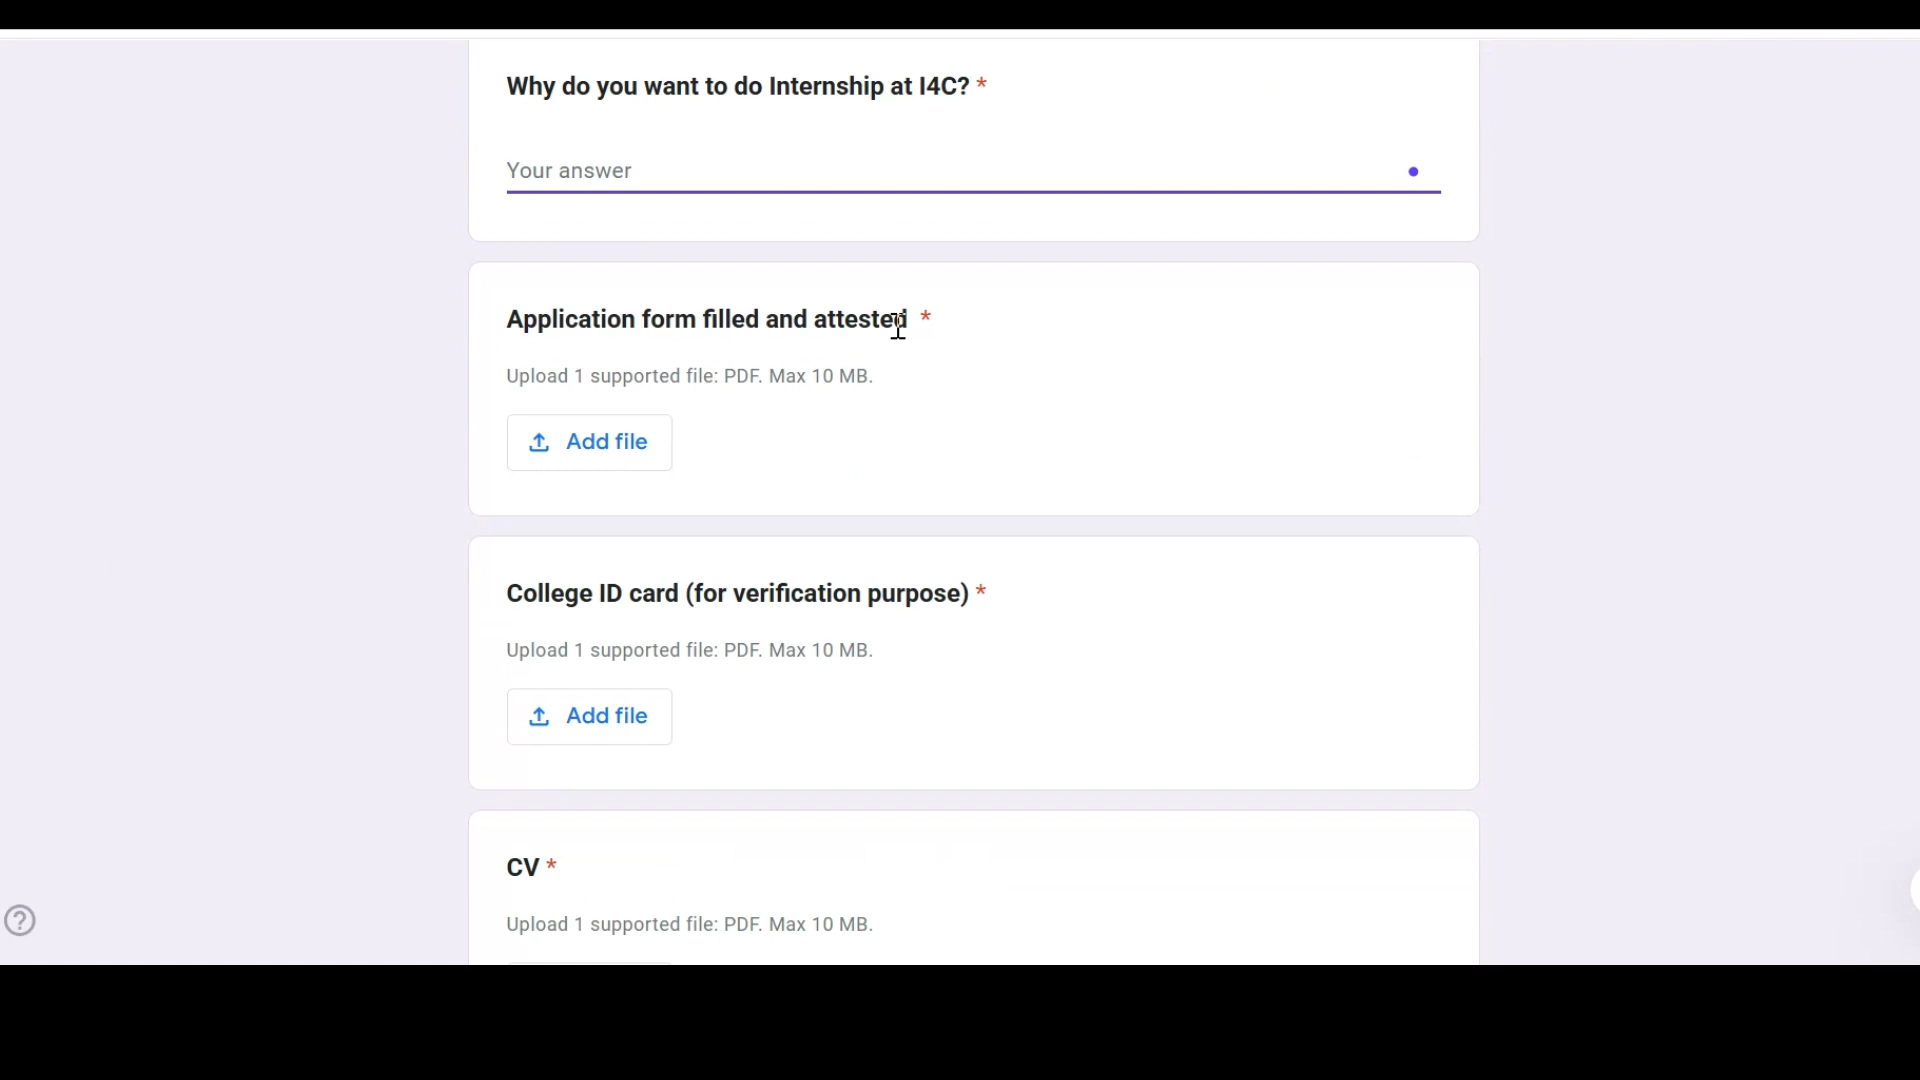 Why do you want to do Internship at I4C? *
Your answer
Application form filled and attested *
Upload 1 supported file: PDF. Max 10 MB.
Add file
College ID card (for verification purpose) *
Upload 1 supported file: PDF. Max 10 MB.
Add file
CV *
Upload 1 supported file: PDF. Max 10 MB.